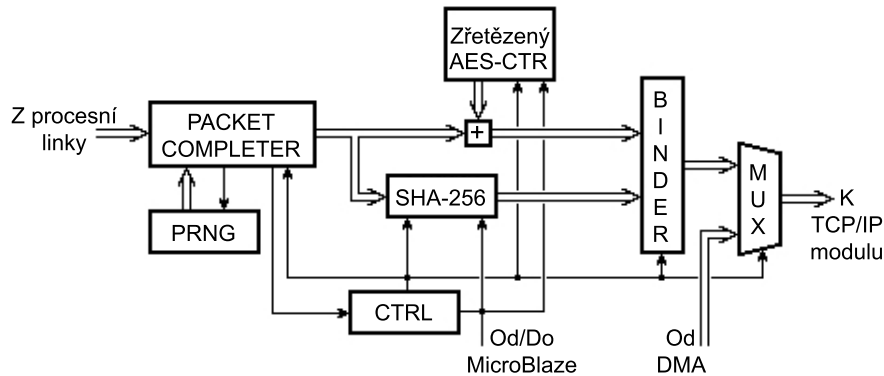 Zřetězený
AES-CTR
Z procesní
linky
PACKET
COMPLETER
+
B
I
N
D
E
R
M
U
X
SHA-256
PRNG
K
TCP/IP
modulu
CTRL
Od/Do
MicroBlaze
Od
DMA